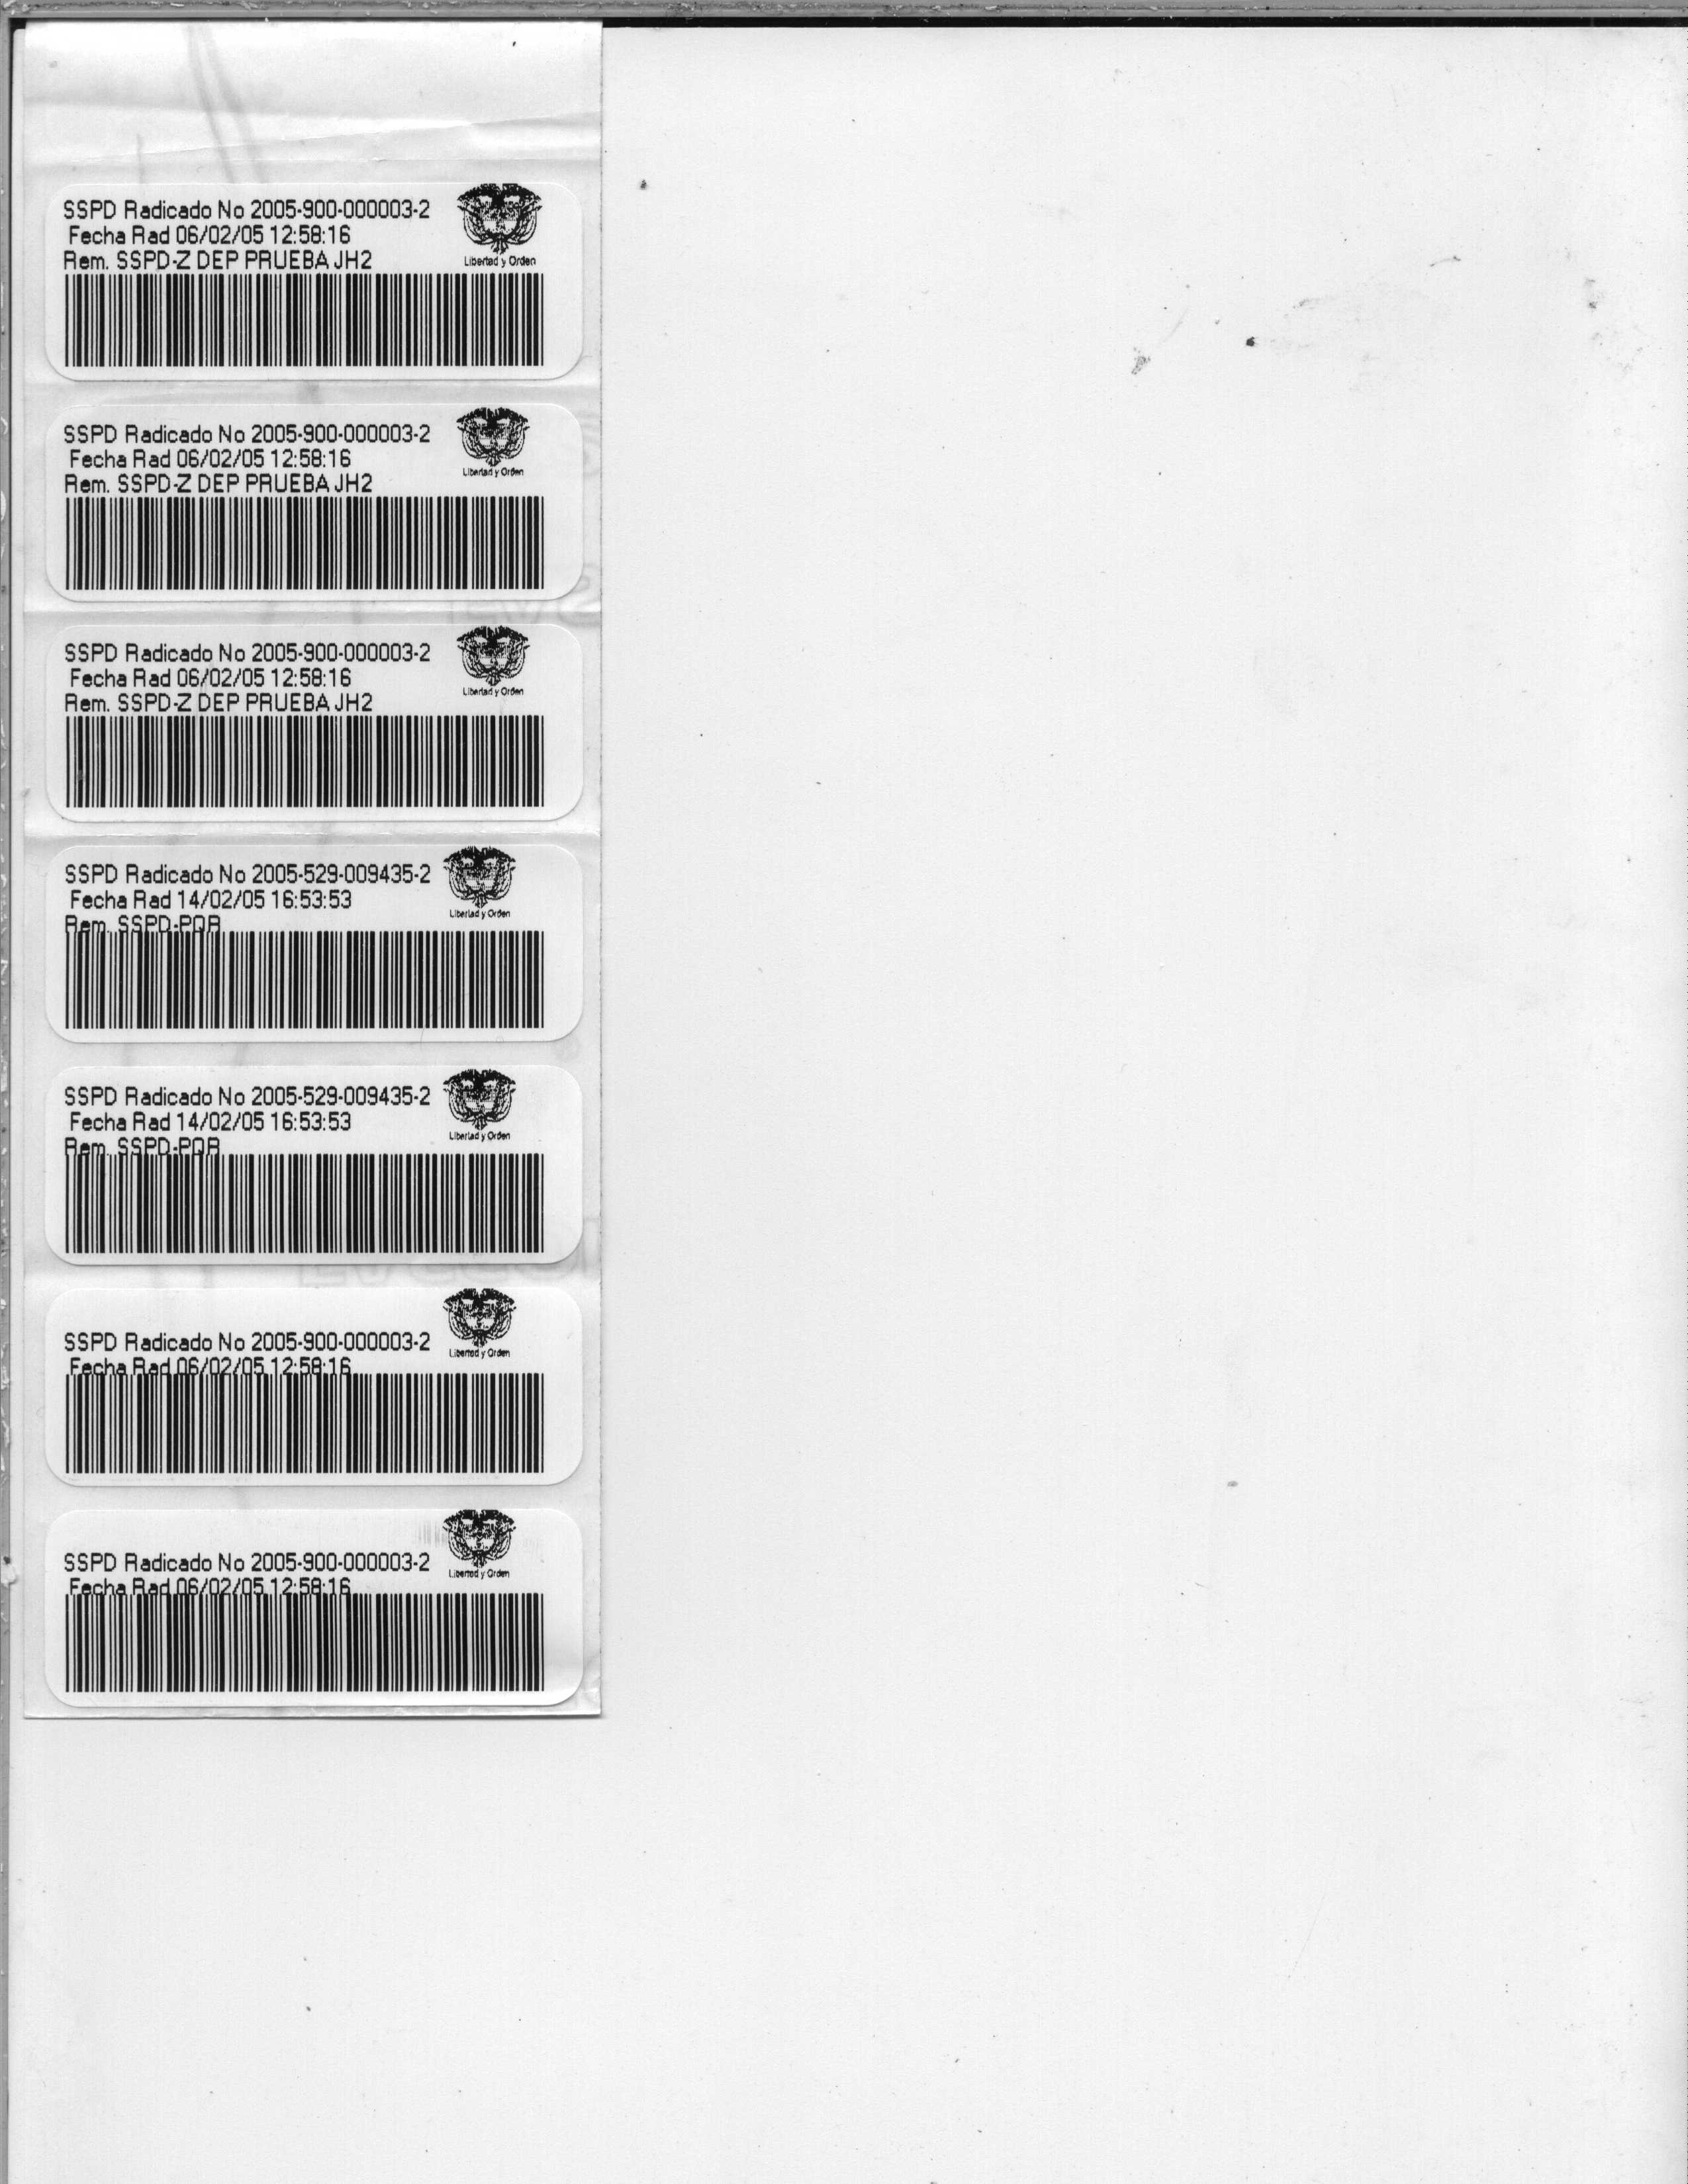 SSPD Radicado No 2005-900-000003-2
Fecha Rad 06/02/05 12:58:16
Rem. SSPD-Z DEP PRUEBA JH2
Libertad y Orden
SSPD Radicado No 2005-900-000003-2
Fecha Rad 06/02/05 12:58:16
Rem. SSPD-Z DEP PRUEBA JH2
Libertad y Orden
SSPD Radicado No 2005-900-000003-2
Fecha Rad 06/02/05 12:58:16
Rem. SSPD-Z DEP PRUEBA JH2
Libertad y Orden
SSPD Radicado No 2005-529-009435-2
Fecha Rad 14/02/05 16:53:53
Rem. SSPD-PQR
Libertad y Orden
SSPD Radicado No 2005-529-009435-2
Fecha Rad 14/02/05 16:53:53
Rem. SSPD-PQR
Libertad y Orden
SSPD Radicado No 2005-900-000003-2
Fecha Rad 06/02/05 12:58:16
Libertad y Orden
SSPD Radicado No 2005-900-000003-2
Fecha Rad 06/02/05 12:58:16
Libertad y Orden